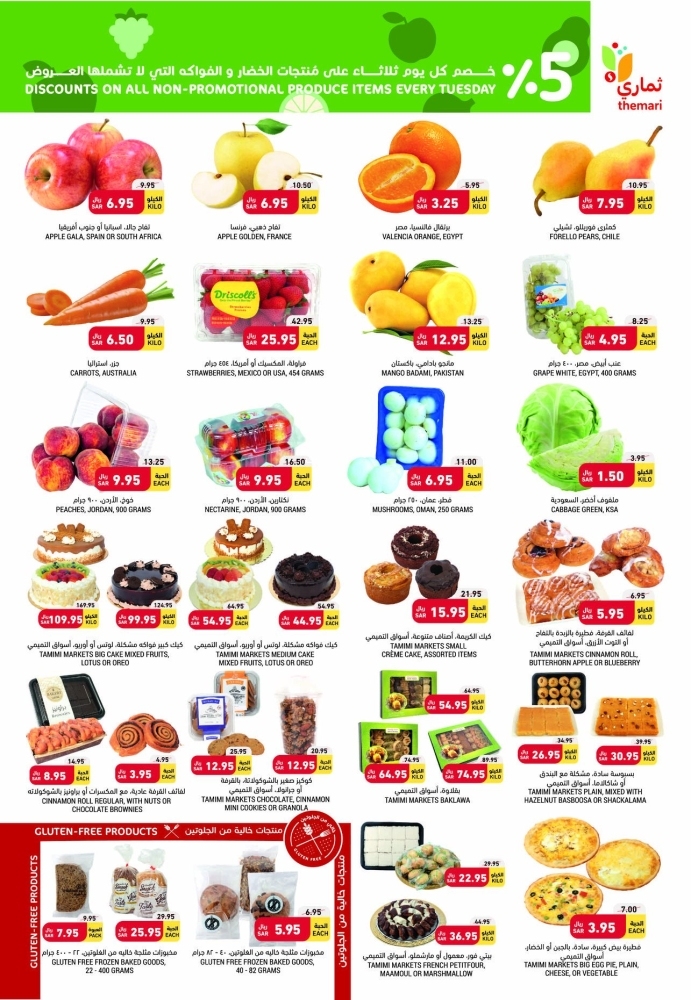 خصم كل يوم ثلاثاء على مُنتجات الخضار و الفواكه التي لا تشملها العروض
DISCOUNTS ON ALL NON-PROMOTIONAL PRODUCE ITEMS EVERY TUESDAY
%5
ثماري
themari
9.95
ريال SAR 6.95 الكيلو KILO
تفاح جالا، اسبانيا أو جنوب أفريقيا
APPLE GALA, SPAIN OR SOUTH AFRICA
10.50
ريال SAR 6.95 الكيلو KILO
تفاح ذهبي، فرنسا
APPLE GOLDEN, FRANCE
5.95
ريال SAR 3.25 الكيلو KILO
برتقال فالنسيا، مصر
VALENCIA ORANGE, EGYPT
10.95
ريال SAR 7.95 الكيلو KILO
كمثرى فوريللو، تشيلي
FORELLO PEARS, CHILE
9.95
ريال SAR 6.50 الكيلو KILO
جزر، استراليا
CARROTS, AUSTRALIA
Driscoll's
42.95
ريال SAR 25.95 الحبة EACH
فراولة، المكسيك أو أمريكا، ٤٥٤ جرام
STRAWBERRIES, MEXICO OR USA, 454 GRAMS
ريال SAR 12.95 الكيلو KILO
مانجو بادامي، باكستان
MANGO BADAMI, PAKISTAN
8.25
ريال SAR 4.95 الحبة EACH
عنب أبيض، مصر، ٤٠٠ جرام
GRAPE WHITE, EGYPT, 400 GRAMS
13.25
ريال SAR 9.95 الحبة EACH
خوخ، الأردن، ٩٠٠ جرام
PEACHES, JORDAN, 900 GRAMS
16.50
ريال SAR 9.95 الحبة EACH
نكتارين، الأردن، ٩٠٠ جرام
NECTARINE, JORDAN, 900 GRAMS
11.00
ريال SAR 6.95 الحبة EACH
فطر، عمان، ٢٥٠ جرام
MUSHROOMS, OMAN, 250 GRAMS
3.95
ريال SAR 1.50 الكيلو KILO
ملفوف أخضر، السعودية
CABBAGE GREEN, KSA
169.95
ريال SAR 109.95 الكيلو KILO
124.95
ريال SAR 99.95 الكيلو KILO
كيك كبير فواكه مشكلة، لوتس أو أوريو، أسواق التميمي
TAMIMI MARKETS BIG CAKE MIXED FRUITS,
LOTUS OR OREO
64.95
ريال SAR 54.95 الحبة EACH
54.95
ريال SAR 44.95 الحبة EACH
كيك وسط فواكه مشكلة، لوتس أو أوريو، أسواق التميمي
TAMIMI MARKETS MEDIUM CAKE
MIXED FRUITS, LOTUS OR OREO
21.95
ريال SAR 15.95 الحبة EACH
كيك الكريمة، أصناف متنوعة، أسواق التميمي
TAMIMI MARKETS SMALL
CRÈME CAKE, ASSORTED ITEMS
ريال SAR 5.95 الكيلو KILO
لفائف القرفة، بترهورن بالزبدة بالتفاح
أو التوت الأزرق، أسواق التميمي
TAMIMI MARKETS CINNAMON ROLL,
BUTTERHORN APPLE OR BLUEBERRY
14.95
ريال SAR 8.95 الحبة EACH
4.95
ريال SAR 3.95 الحبة EACH
لفائف القرفة عادية، مع المكسرات أو براونيز بالشوكولاته
CINNAMON ROLL REGULAR, WITH NUTS OR
CHOCOLATE BROWNIES
25.95
ريال SAR 12.95 الحبة EACH
ريال SAR 12.95 الحبة EACH
كوكيز صغير بالشوكولاتة، بالقرفة
أو جرانولا، أسواق التميمي
TAMIMI MARKETS CHOCOLATE, CINNAMON
MINI COOKIES OR GRANOLA
64.95
ريال SAR 54.95 الكيلو KILO
74.95
ريال SAR 64.95 الكيلو KILO
94.95
ريال SAR 74.95 الكيلو KILO
بقلاوة، أسواق التميمي
TAMIMI MARKETS BAKLAWA
34.95
ريال SAR 26.95 الكيلو KILO
39.95
ريال SAR 30.95 الكيلو KILO
بسبوسة سادة، مشكلة مع البندق
أو شاكالاما، أسواق التميمي
TAMIMI MARKETS PLAIN, MIXED WITH
HAZELNUT BASBOOSA OR SHACKALAMA
GLUTEN-FREE PRODUCTS
منتجات خالية من الجلوتين
GLUTEN FREE
خالي من الجلوتين
GLUTEN-FREE PRODUCTS
منتجات خالية من الجلوتين
9.95
ريال SAR 7.95 الحبة EACH
29.95
ريال SAR 25.95 العبوة PACK
مخبوزات مثلجة خالية من الجلوتين، ٢٢ - ٤٠٠ جرام
GLUTEN FREE FROZEN BAKED GOODS,
22 - 400 GRAMS
6.95
ريال SAR 5.95 الحبة EACH
مخبوزات مثلجة خالية من الجلوتين، ٤٠ - ٨٢ جرام
GLUTEN FREE FROZEN BAKED GOODS,
40 - 82 GRAMS
29.95
ريال SAR 22.95 الكيلو KILO
44.95
ريال SAR 36.95 الكيلو KILO
بيتي فور، معمول أو مارشملو، أسواق التميمي
TAMIMI MARKETS FRENCH PETITFOUR,
MAAMOUL OR MARSHMALLOW
7.00
ريال SAR 3.95 الحبة EACH
فطيرة بيض كبيرة، سادة، بالجبن أو الخضار،
أسواق التميمي
TAMIMI MARKETS EGG PIE, PLAIN,
CHEESE, OR VEGETABLE